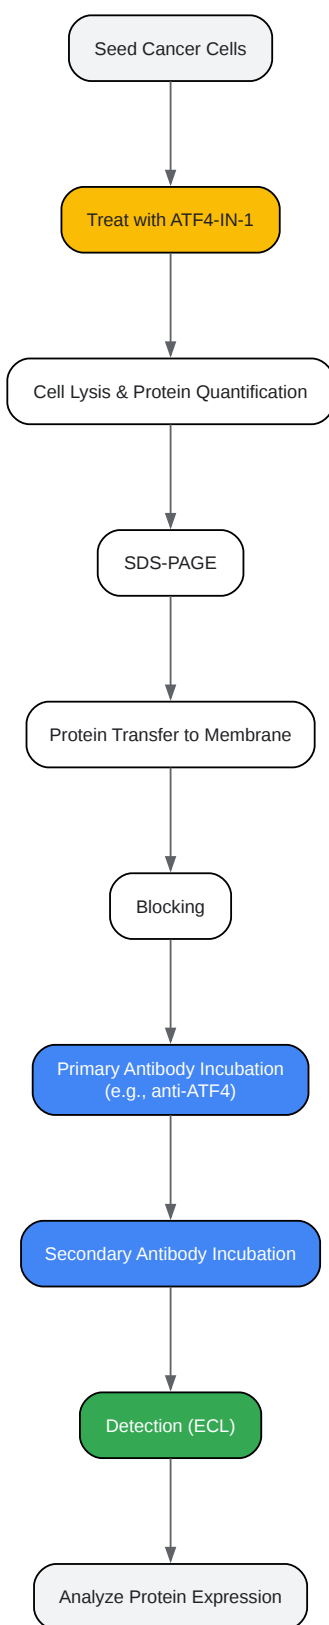 Seed Cancer Cells
Treat with ATF4-IN-1
Cell Lysis & Protein Quantification
SDS-PAGE
Protein Transfer to Membrane
Blocking
Primary Antibody Incubation
(e.g., anti-ATF4)
Secondary Antibody Incubation
Detection (ECL)
Analyze Protein Expression